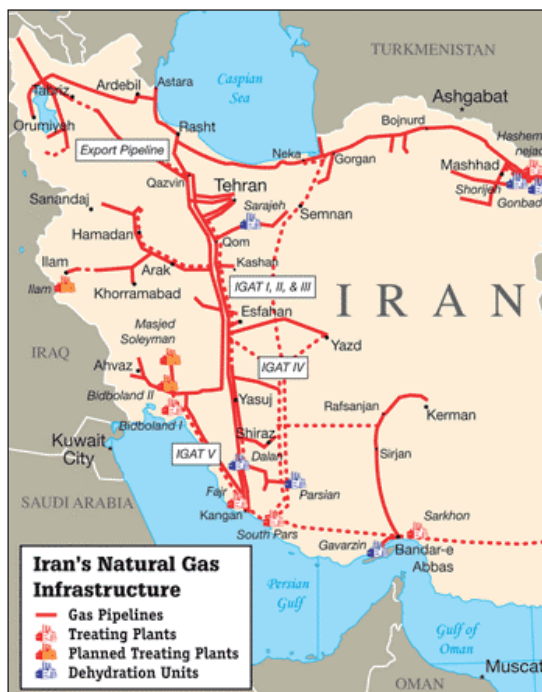 TURKMENISTAN
Caspian
Sea
Ashgabat
Tabriz
Ardebil
Astara
Orumiyeh
Rasht
Bojnurd
Hashemi-
nejad
Export Pipeline
Neka
Gorgan
Mashhad
Shorijeh
Gonbad
Qazvin
Tehran
Sarajeh
Semnan
Sanandaj
Hamadan
Qom
Ilam
Arak
Kashan
Ilam
Khorramabad
IGAT I, II, & III
IRAN
Masjed
Soleyman
Esfahan
Yazd
IRAQ
Ahvaz
IGAT IV
Bidboland II
Yasuj
Rafsanjan
Kerman
Bidboland I
Kuwait
City
Shiraz
IGAT V
Dalan
Sirjan
SAUDI ARABIA
Fajr
Parsian
Kangan
South Pars
Sarkhon
Gavarzin
Bandar-e
Abbas
Iran's Natural Gas
Infrastructure
Gas Pipelines
Treating Plants
Planned Treating Plants
Dehydration Units
Persian
Gulf
Gulf of
Oman
Muscat
OMAN